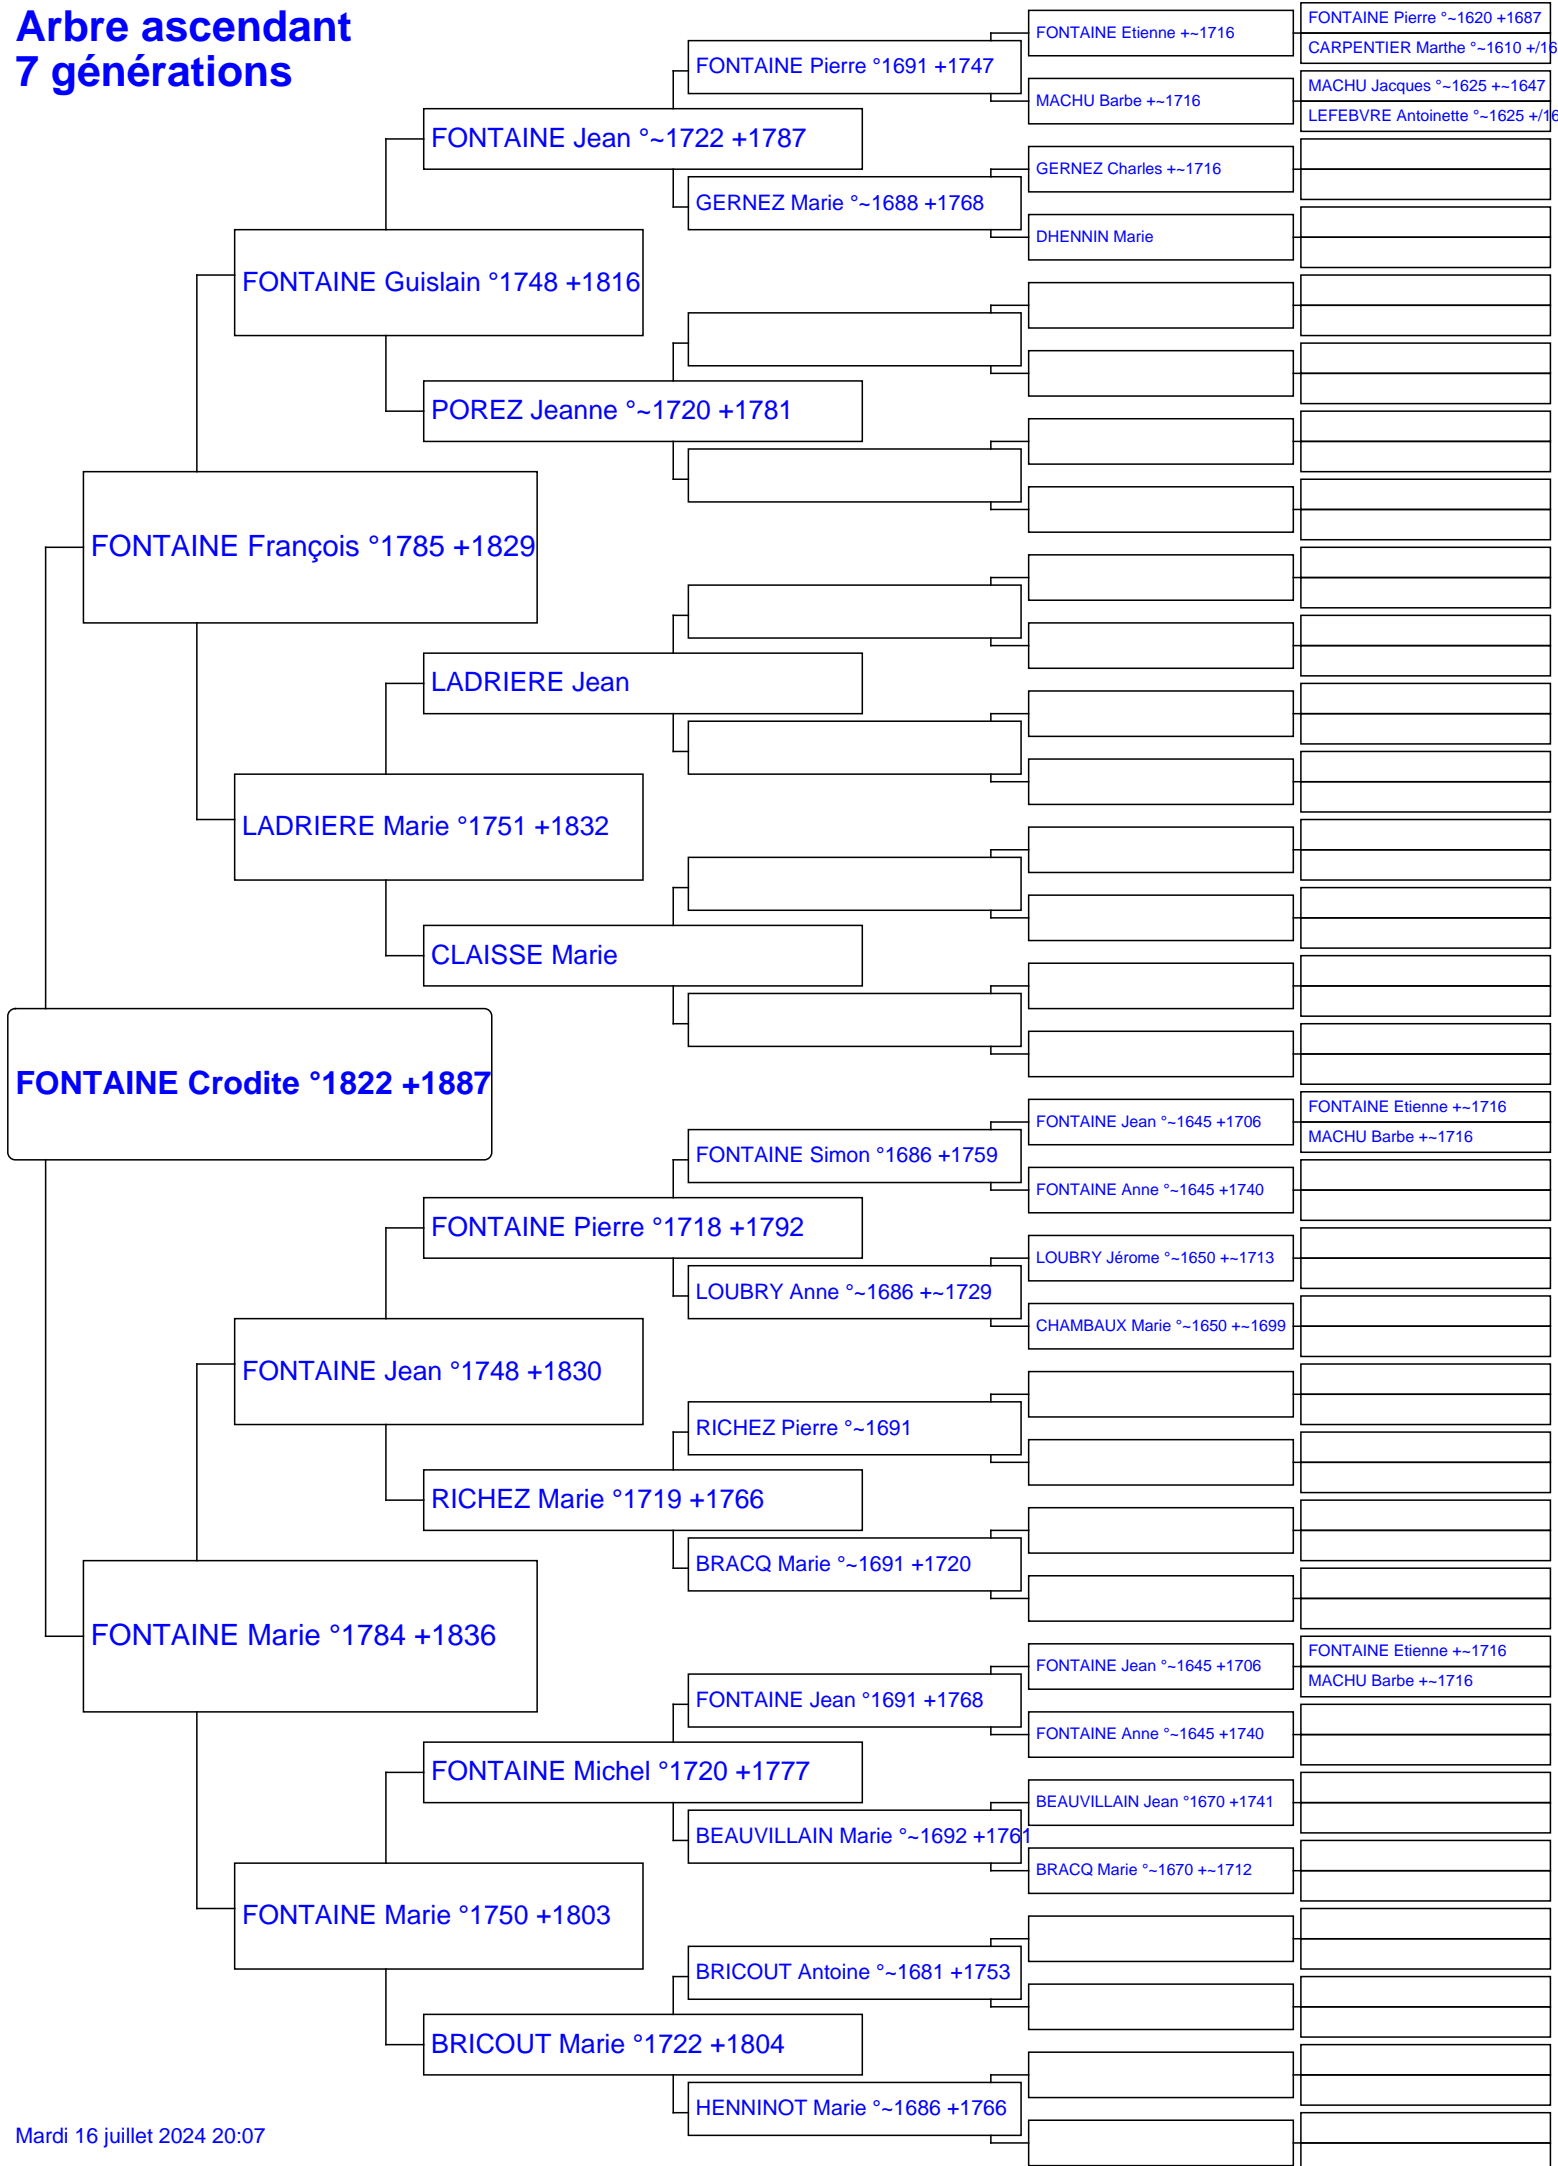 Arbre ascendant
7 générations
FONTAINE Pierre °~1620 +1687
FONTAINE Etienne +~1716
CARPENTIER Marthe °~1610 +/16
FONTAINE Pierre °1691 +1747
MACHU Jacques °~1625 +~1647
MACHU Barbe +~1716
LEFEBVRE Antoinette °~1625 +/16
FONTAINE Jean °~1722 +1787
GERNEZ Charles +~1716
GERNEZ Marie °~1688 +1768
DHENNIN Marie
FONTAINE Guislain °1748 +1816
POREZ Jeanne °~1720 +1781
FONTAINE François °1785 +1829
LADRIERE Jean
LADRIERE Marie °1751 +1832
CLAISSE Marie
FONTAINE Crodite °1822 +1887
FONTAINE Etienne +~1716
FONTAINE Jean °~1645 +1706
MACHU Barbe +~1716
FONTAINE Simon °1686 +1759
FONTAINE Anne °~1645 +1740
FONTAINE Pierre °1718 +1792
LOUBRY Jérome °~1650 +~1713
LOUBRY Anne °~1686 +~1729
CHAMBAUX Marie °~1650 +~1699
FONTAINE Jean °1748 +1830
RICHEZ Pierre °~1691
RICHEZ Marie °1719 +1766
BRACQ Marie °~1691 +1720
FONTAINE Marie °1784 +1836
FONTAINE Etienne +~1716
FONTAINE Jean °~1645 +1706
MACHU Barbe +~1716
FONTAINE Jean °1691 +1768
FONTAINE Anne °~1645 +1740
FONTAINE Michel °1720 +1777
BEAUVILLAIN Jean °1670 +1741
BEAUVILLAIN Marie °~1692 +1761
BRACQ Marie °~1670 +~1712
FONTAINE Marie °1750 +1803
BRICOUT Antoine °~1681 +1753
BRICOUT Marie °1722 +1804
HENNINOT Marie °~1686 +1766
Mardi 16 juillet 2024 20:07